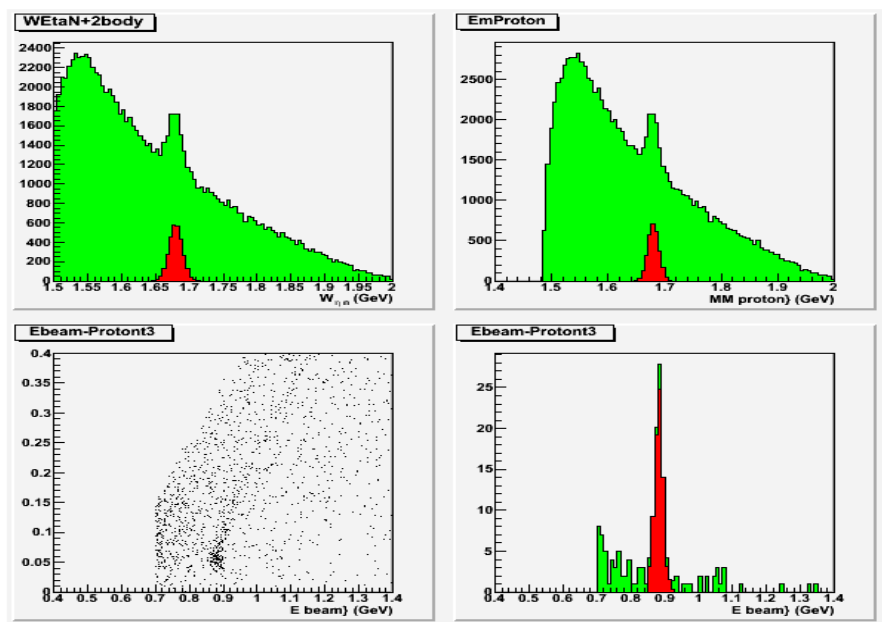 WEtaN+2body
EmProton
2400
2200
2000
1800
1600
1400
1200
1000
800
600
400
200
0
1.5 1.55 1.6 1.65 1.7 1.75 1.8 1.85 1.9 1.95 2
W η n (GeV)
2500
2000
1500
1000
500
0
1.4 1.5 1.6 1.7 1.8 1.9 2
MM proton} (GeV)
Ebeam-Protont3
Ebeam-Protont3
0.4
0.35
0.3
0.25
0.2
0.15
0.1
0.05
0
0.4 0.5 0.6 0.7 0.8 0.9 1 1.1 1.2 1.3 1.4
E beam} (GeV)
25
20
15
10
5
0
0.4 0.5 0.6 0.7 0.8 0.9 1 1.1 1.2 1.3 1.4
E beam} (GeV)